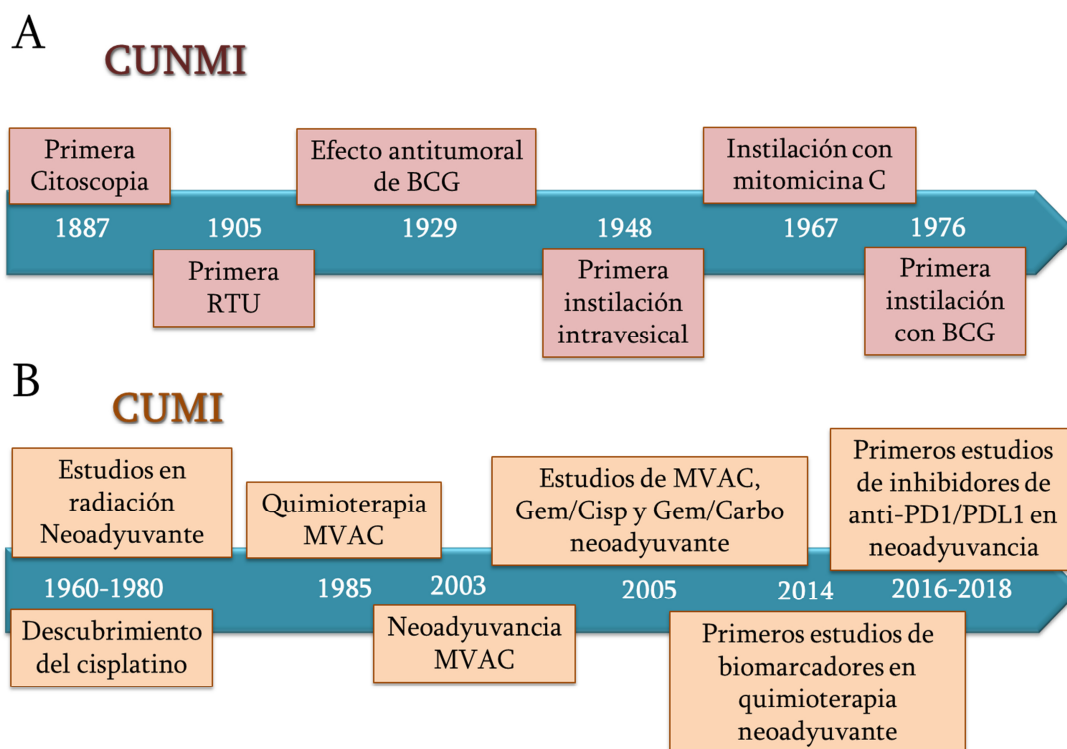 A
CUNMI
Primera
Citoscopia
Efecto antitumoral
de BCG
Instilación con
mitomicina C
1887
1905
1929
1948
1967
1976
Primera
RTU
Primera
instilación
intravesical
Primera
instilación
con BCG
B
CUMI
Estudios en
radiación
Neoadyuvante
Quimioterapia
MVAC
Estudios de MVAC,
Gem/Cisp y Gem/Carbo
neoadyuvante
Primeros estudios
de inhibidores de
anti-PD1/PDL1 en
neoadyuvancia
1960-1980
1985
2003
2005
2014
2016-2018
Descubrimiento
del cisplatino
Neoadyuvancia
MVAC
Primeros estudios de
biomarcadores en
quimioterapia
neoadyuvante